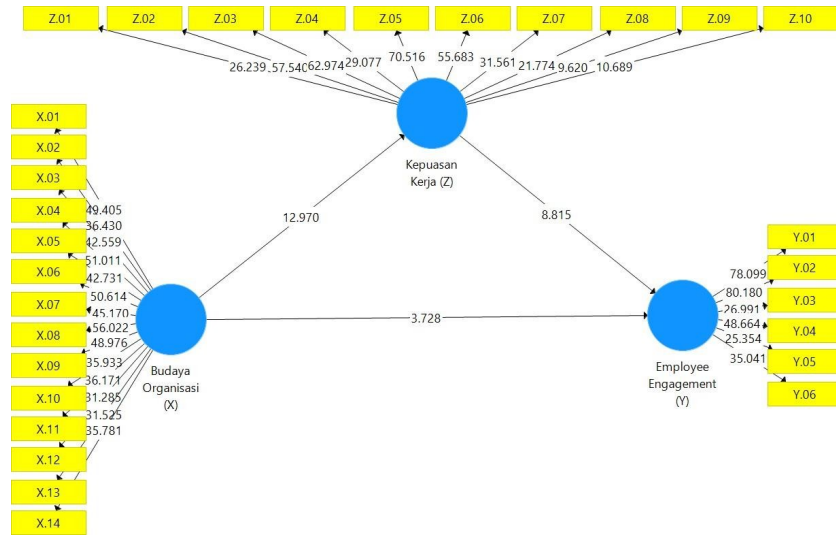 Z.01 Z.02 Z.03 Z.04 Z.05 Z.06 Z.07 Z.08 Z.09 Z.10
26.239 57.540 62.974 29.077 70.516 55.683 31.561 21.774 9.620 10.689
Kepuasan
Kerja (Z)
X.01
X.02
X.03
X.04
X.05
X.06
X.07
X.08
X.09
X.10
X.11
X.12
X.13
X.14
49.405
36.430
42.559
51.011
42.731
50.614
45.170
56.022
48.976
35.933
36.171
31.285
31.525
35.781
Budaya
Organisasi
(X)
12.970
8.815
3.728
Y.01
Y.02
Y.03
Y.04
Y.05
Y.06
78.099
80.180
26.991
48.664
25.354
35.041
Employee
Engagement
(Y)